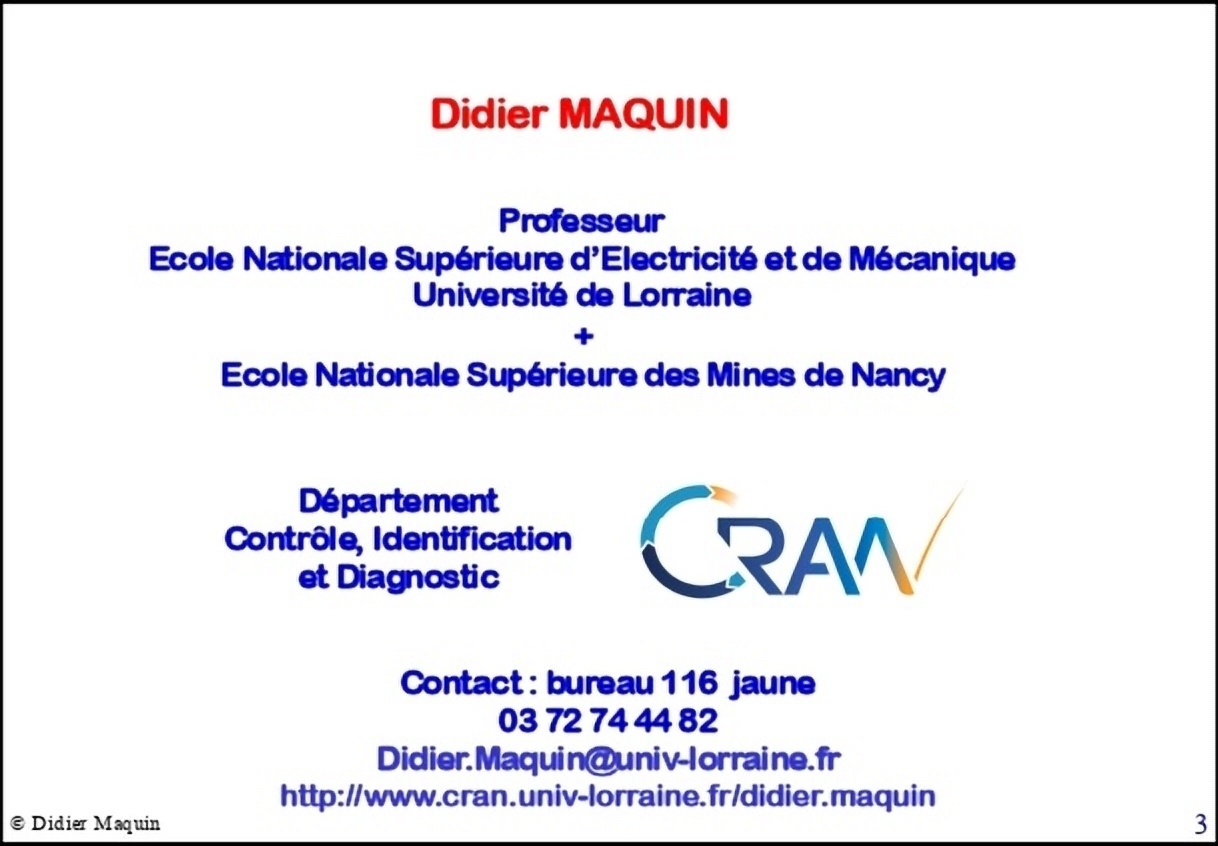 Didier MAQUIN
Professeur
Ecole Nationale Supérieure d'Electricité et de Mécanique
Université de Lorraine
+
Ecole Nationale Supérieure des Mines de Nancy
Département
Contrôle, Identification
et Diagnostic
CRAN
Contact : bureau 116 jaune
03 72 74 44 82
Didier.Maquin@univ-lorraine.fr
http://www.cran.univ-lorraine.fr/didier.maquin
© Didier Maquin
3